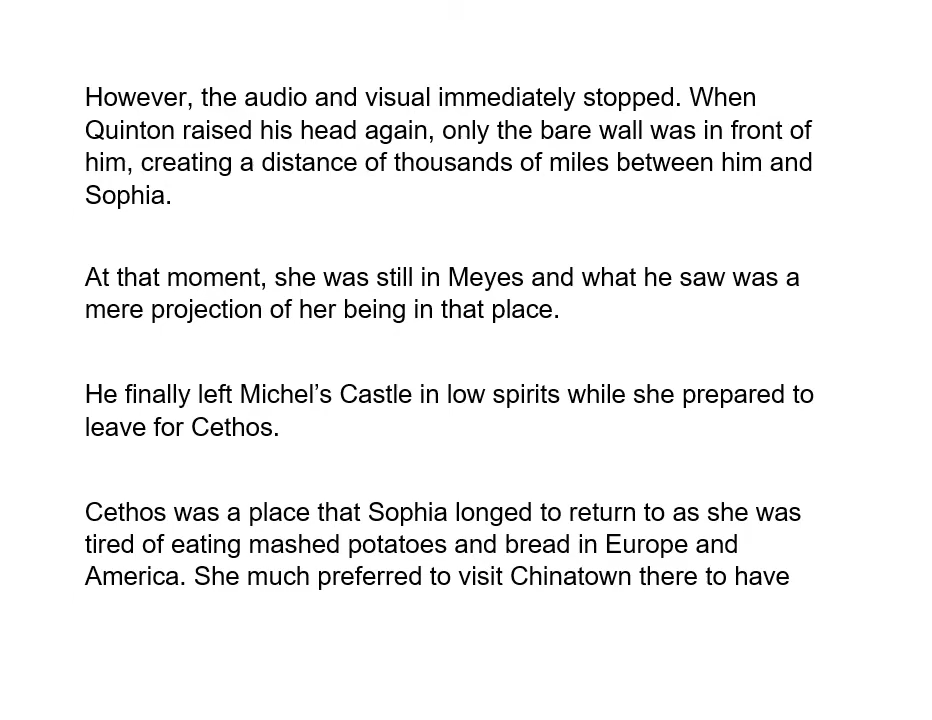 However, the audio and visual immediately stopped. When
Quinton raised his head again, only the bare wall was in front of
him, creating a distance of thousands of miles between him and
Sophia.
At that moment, she was still in Meyes and what he saw was a
mere projection of her being in that place.
He finally left Michel’s Castle in low spirits while she prepared to
leave for Cethos.
Cethos was a place that Sophia longed to return to as she was
tired of eating mashed potatoes and bread in Europe and
America. She much preferred to visit Chinatown there to have